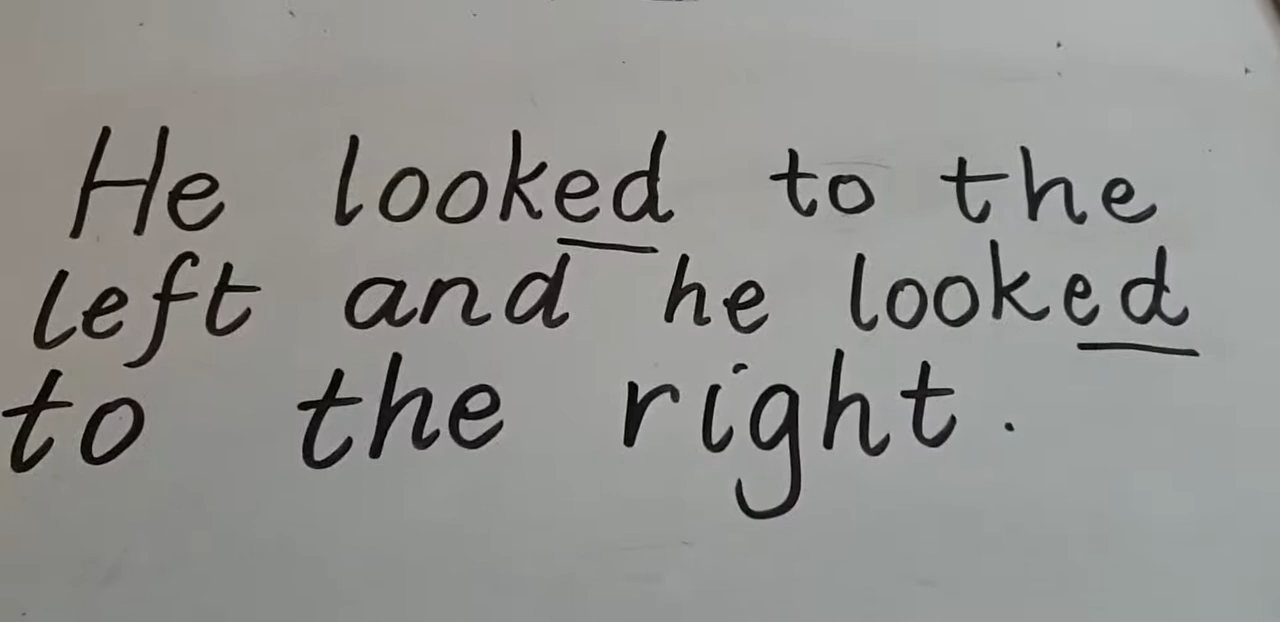 He looked to the
left and he looked
to the right.